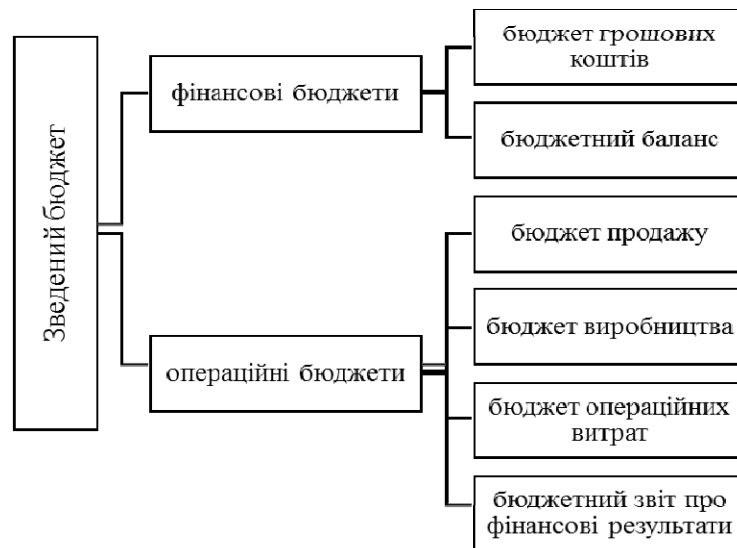 Зведений бюджет
фінансові бюджети
бюджет грошових
коштів
бюджетний баланс
операційні бюджети
бюджет продажу
бюджет виробництва
бюджет операційних
витрат
бюджетний звіт про
фінансові результати